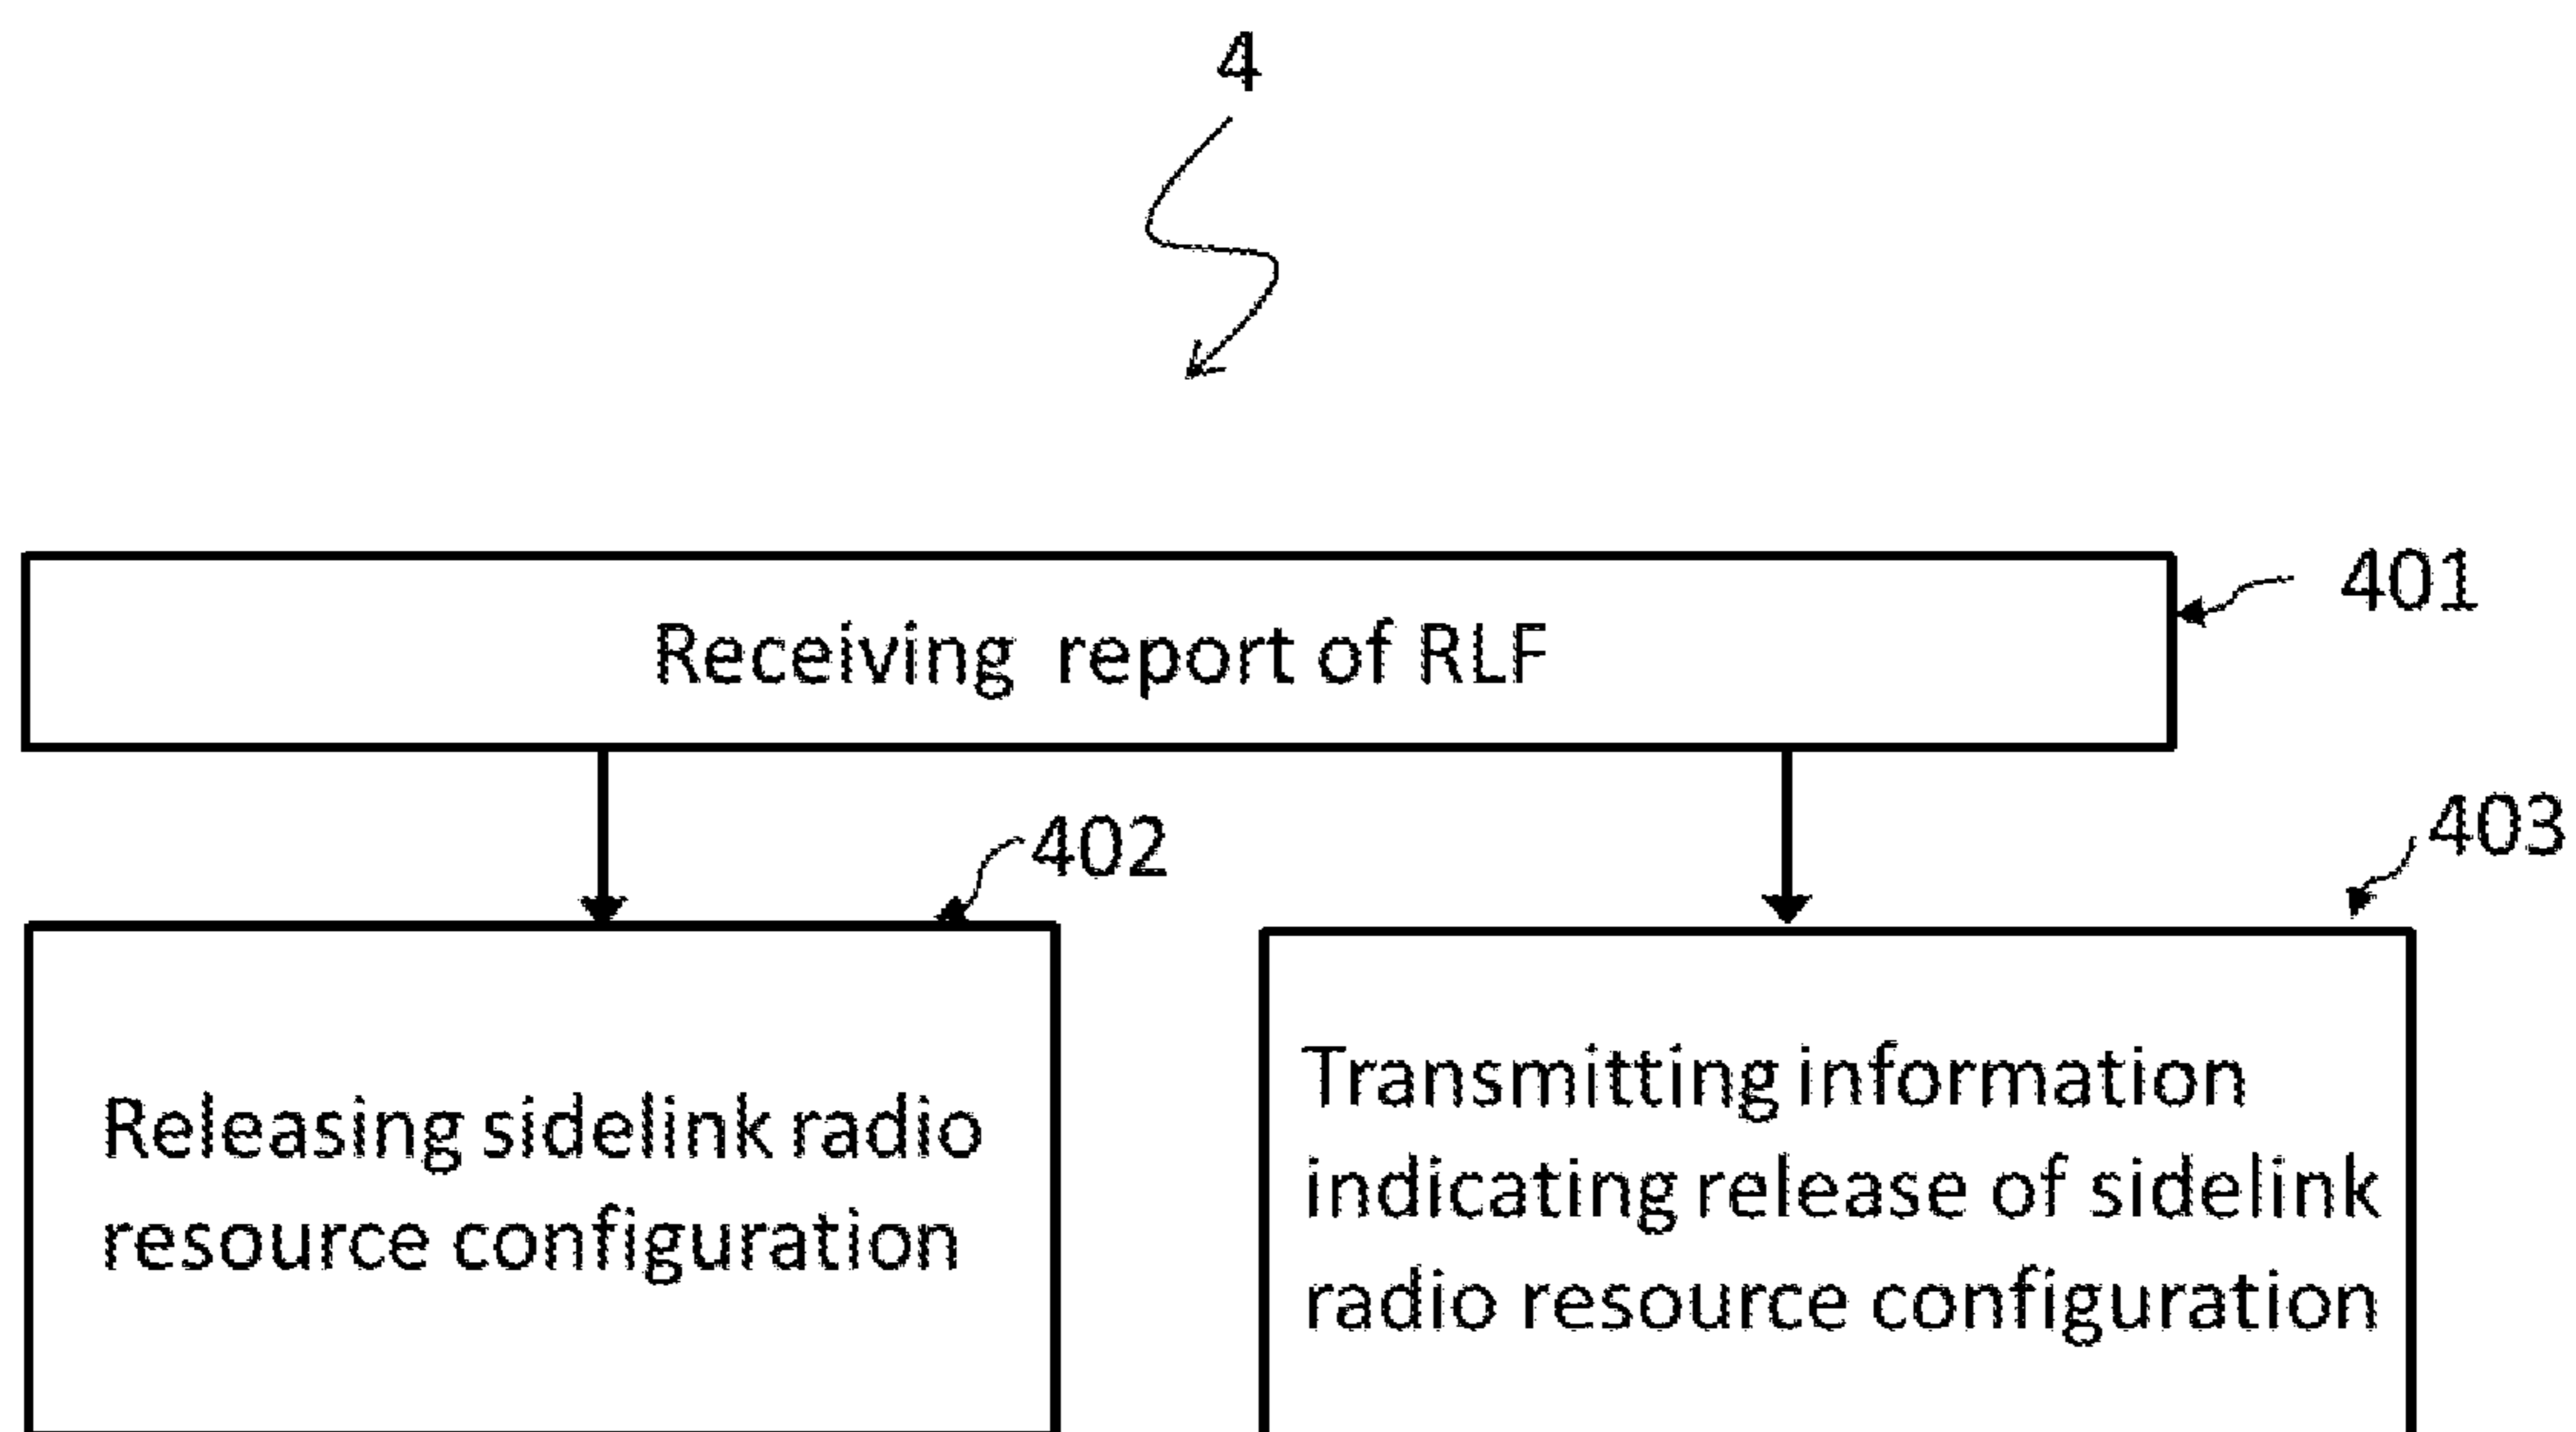 4
401
Receiving report of RLF
402
403
Releasing sidelink radio
resource configuration
Transmitting information
indicating release of sidelink
radio resource configuration